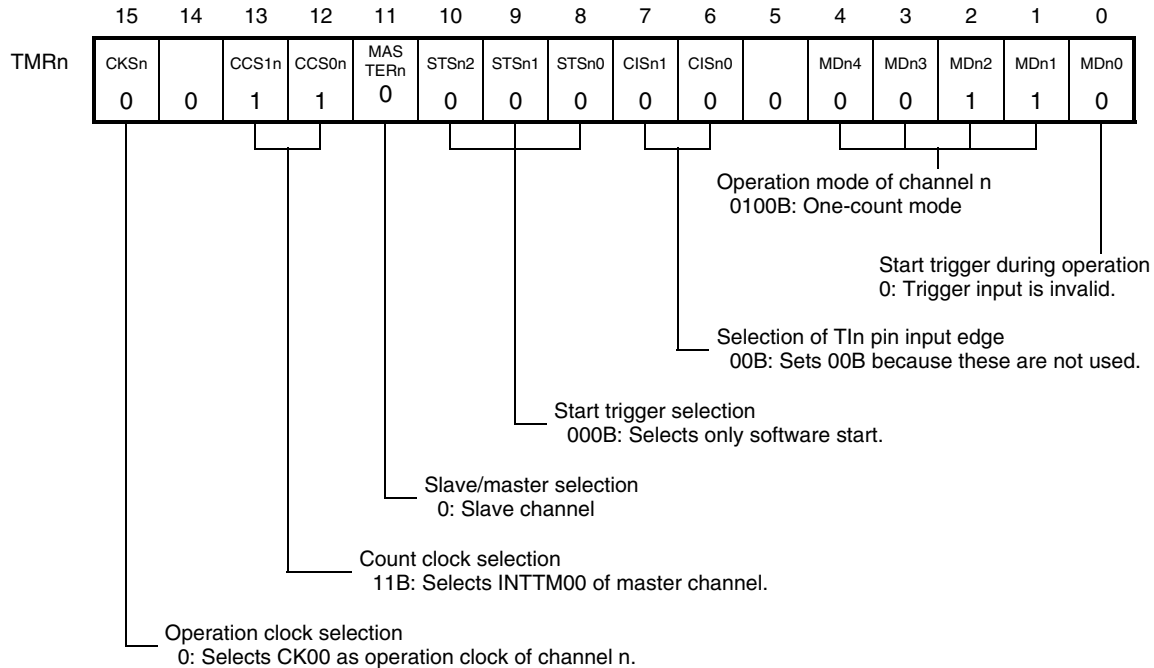 15 14 13 12 11 10 9 8 7 6 5 4 3 2 1 0
TMRn
CKSn CCS1n CCS0n MAS TERn STSn2 STSn1 STSn0 CISn1 CISn0 MDn4 MDn3 MDn2 MDn1 MDn0
0 0 1 1 0 0 0 0 0 0 0 0 0 1 1 0
Operation mode of channel n
0100B: One-count mode
Start trigger during operation
0: Trigger input is invalid.
Selection of TIn pin input edge
00B: Sets 00B because these are not used.
Start trigger selection
000B: Selects only software start.
Slave/master selection
0: Slave channel
Count clock selection
11B: Selects INTTM00 of master channel.
Operation clock selection
0: Selects CK00 as operation clock of channel n.